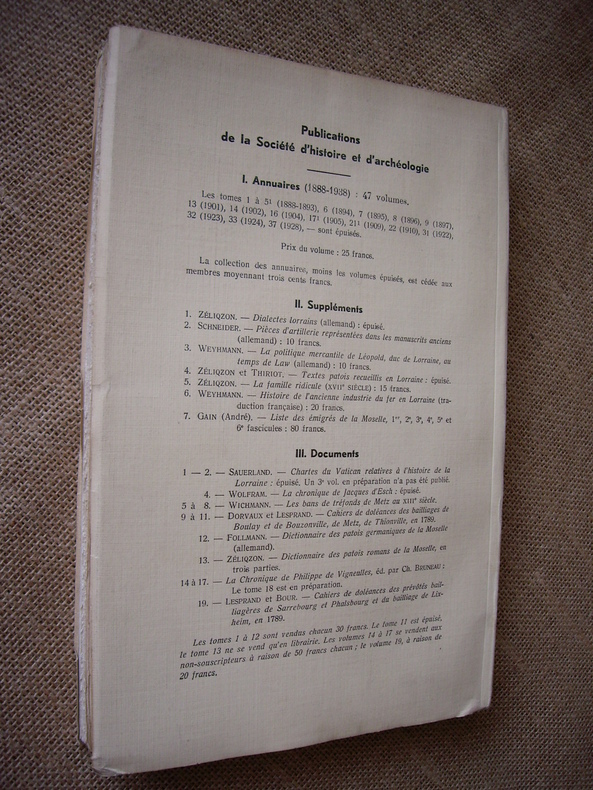 Publications
de la Société d'histoire et d'archéologie
I. Annuaires (1888-1938) : 47 volumes.
Les tomes 1 à 5¹ (1888-1893), 6 (1894), 7 (1895), 8 (1896), 9 (1897),
13 (1901), 14 (1902), 16 (1904), 17¹ (1905), 21¹ (1909), 22 (1910), 31 (1922),
32 (1923), 33 (1924), 37 (1928), — sont épuisés.
Prix du volume : 25 francs.
La collection des annuaires, moins les volumes épuisés, est cédée aux
membres moyennant trois cents francs.
II. Suppléments
1. ZÉLIQZON. — Dialectes lorrains (allemand) : épuisé.
2. SCHNEIDER. — Pièces d'artillerie représentées dans les manuscrits anciens
(allemand) : 10 francs.
3. WEYHMANN. — La politique mercantile de Léopold, duc de Lorraine, au
temps de Law (allemand) : 10 francs.
4. ZÉLIQZON et THIRIOT. — Textes patois recueillis en Lorraine : épuisé.
5. ZÉLIQZON. — La famille ridicule (XVIIᵉ SIÈCLE) : 15 francs.
6. WEYHMANN. — Histoire de l'ancienne industrie du fer en Lorraine (tra-
duction française) : 20 francs.
7. GAIN (André). — Liste des émigrés de la Moselle, 1ᵉʳ, 2ᵉ, 3ᵉ, 4ᵉ, 5ᵉ et
6ᵉ fascicules : 80 francs.
III. Documents
1 — 2. — SAUERLAND. — Chartes du Vatican relatives à l'histoire de la
Lorraine : épuisé. Un 3ᵉ vol. en préparation n'a pas été publié.
4. — WOLFRAM. — La chronique de Jacques d'Esch : épuisé.
5 à 8. — WICHMANN. — Les bans de tréfonds de Metz au XIIIᵉ siècle.
9 à 11. — DORVAUX et LESPRAND. — Cahiers de doléances des bailliages de
Boulay et de Bouzonville, de Metz, de Thionville, en 1789.
12. — FOLLMANN. — Dictionnaire des patois germaniques de la Moselle
(allemand).
13. — ZÉLIQZON. — Dictionnaire des patois romans de la Moselle, en
trois parties.
14 à 17. — La Chronique de Philippe de Vigneulles, éd. par Ch. BRUNEAU ;
Le tome 18 est en préparation.
19. — LESPRAND et BOUR. — Cahiers de doléances des prévôtés bail-
liagères de Sarrebourg et Phalsbourg et du bailliage de Lix-
heim, en 1789.
Les tomes 1 à 12 sont vendus chacun 30 francs. Le tome 11 est épuisé,
le tome 13 ne se vend qu'en librairie. Les volumes 14 à 17 se vendent aux
non-souscripteurs à raison de 50 francs chacun ; le volume 19, à raison de
20 francs.